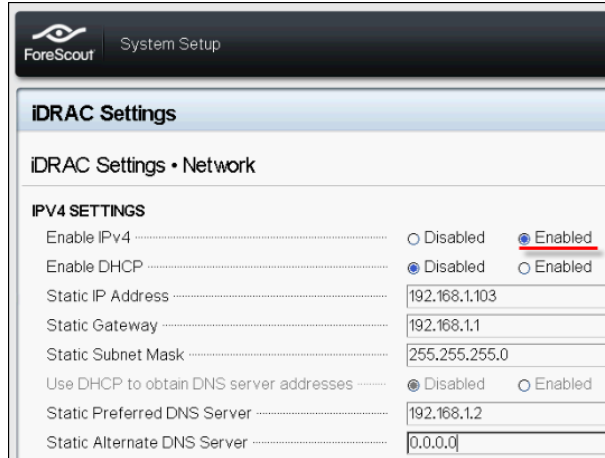 ForeScout System Setup
iDRAC Settings
iDRAC Settings • Network
IPV4 SETTINGS
Enable IPv4 Disabled Enabled
Enable DHCP Disabled Enabled
Static IP Address 192.168.1.103
Static Gateway 192.168.1.1
Static Subnet Mask 255.255.255.0
Use DHCP to obtain DNS server addresses Disabled Enabled
Static Preferred DNS Server 192.168.1.2
Static Alternate DNS Server 0.0.0.0